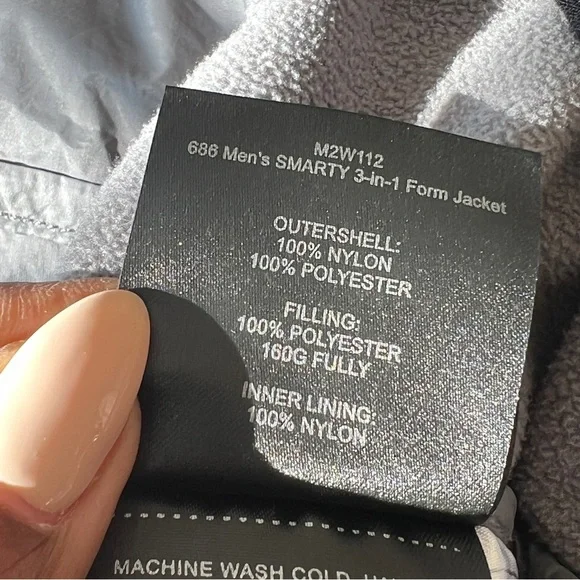 M2W112
686 Men's SMARTY 3-in-1 Form Jacket
OUTERSHELL:
100% NYLON
100% POLYESTER
FILLING:
100% POLYESTER
160G FULLY
INNER LINING:
100% NYLON
MACHINE WASH COLD,